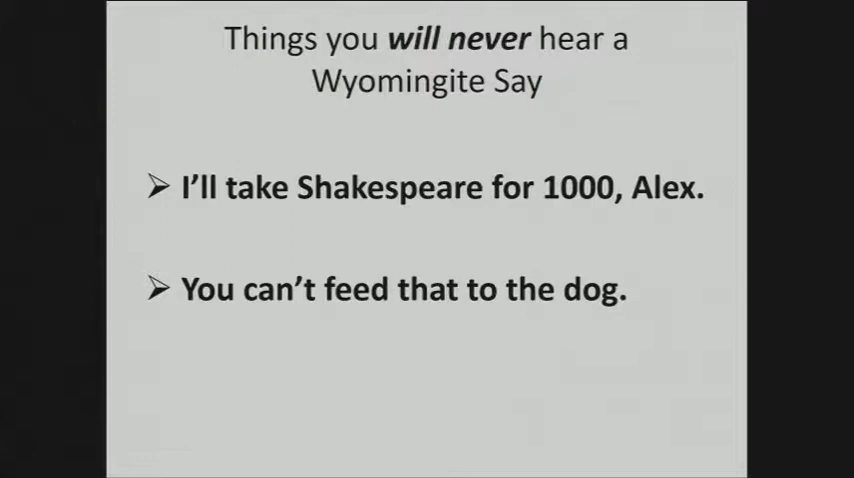 Things you will never hear a
Wyomingite Say
➢ I'll take Shakespeare for 1000, Alex.
➢ You can't feed that to the dog.